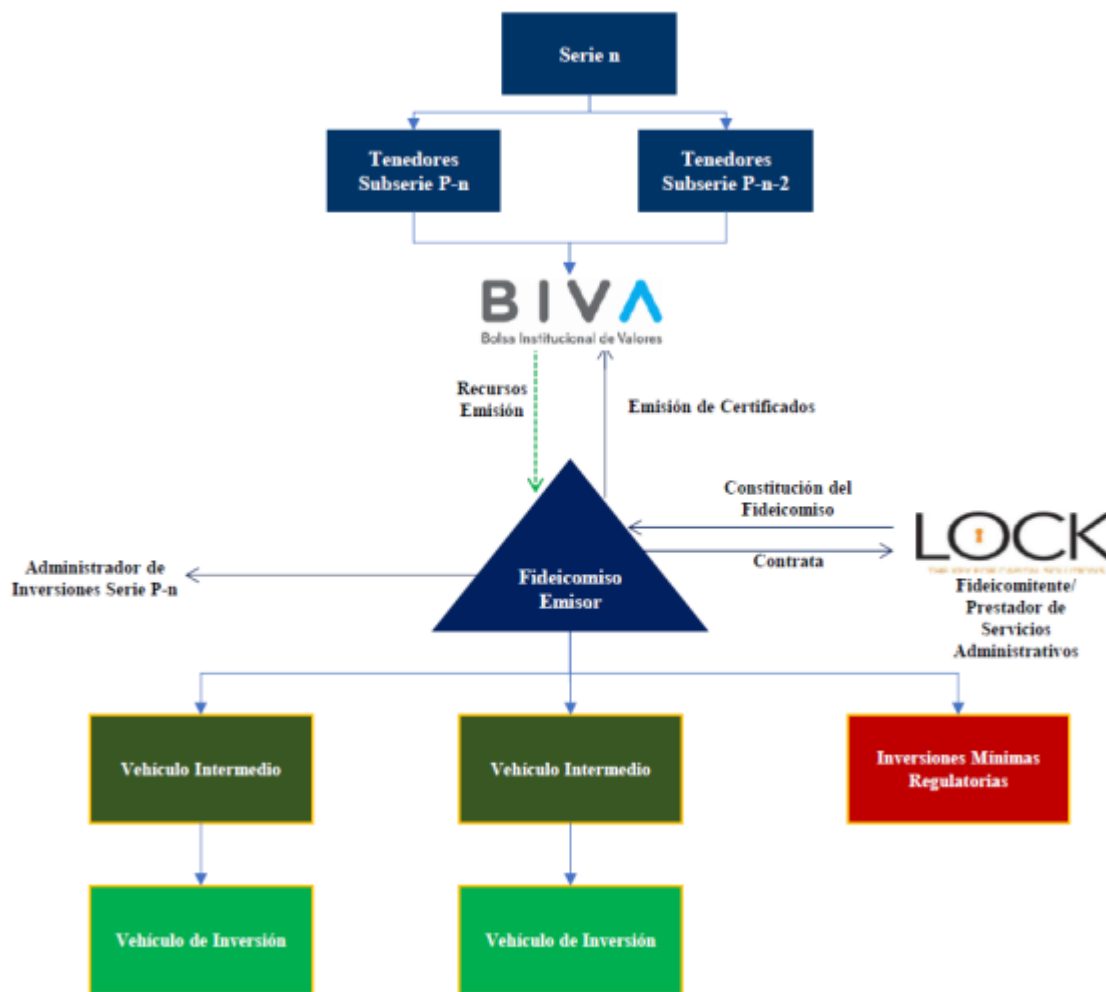 Serie n
Tenedores
Subserie P-n
Tenedores
Subserie P-n-2
BIVA
Bolsa Institucional de Valores
Recursos
Emisión
Emisión de Certificados
Constitución del
Fideicomiso
LOCK
Contrata
Fideicomitente/
Prestador de
Servicios
Administrativos
Administrador de
Inversiones Serie P-n
Fideicomiso
Emisor
Vehículo Intermedio
Vehículo Intermedio
Inversiones Mínimas
Regulatorias
Vehículo de Inversión
Vehículo de Inversión